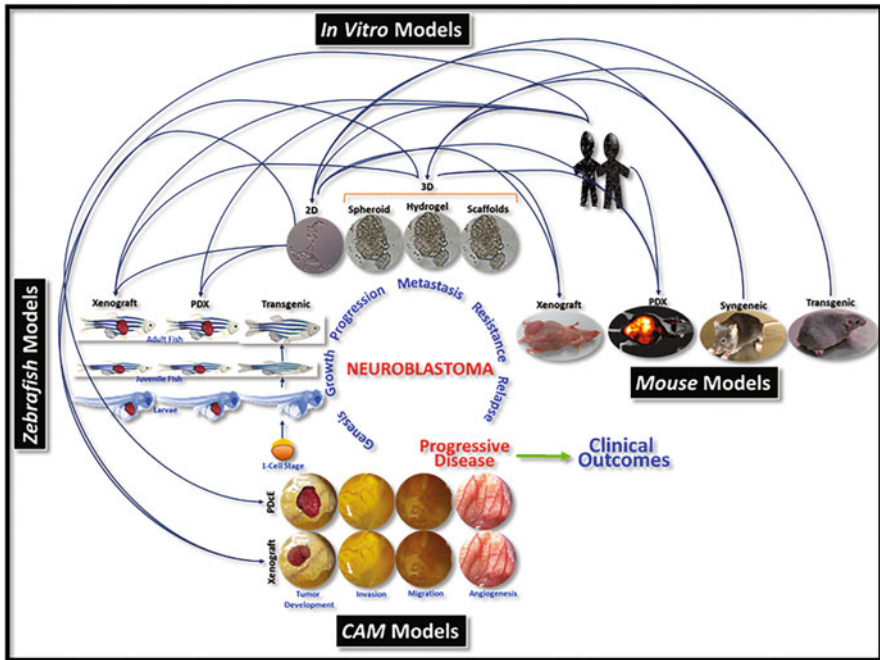 In Vitro Models
3D
2D
Spheroid
Hydrogel
Scaffolds
Zebrafish Models
Xenograft
PDX
Transgenic
Adult Fish
Juvenile Fish
Larvae
1-Cell Stage
Genesis
Growth
Progression
Metastasis
Resistance
Relapse
NEUROBLASTOMA
Xenograft
PDX
Syngeneic
Transgenic
Mouse Models
Progressive
Disease
Clinical
Outcomes
PDcE
Xenograft
Tumor
Development
Invasion
Migration
Angiogenesis
CAM Models